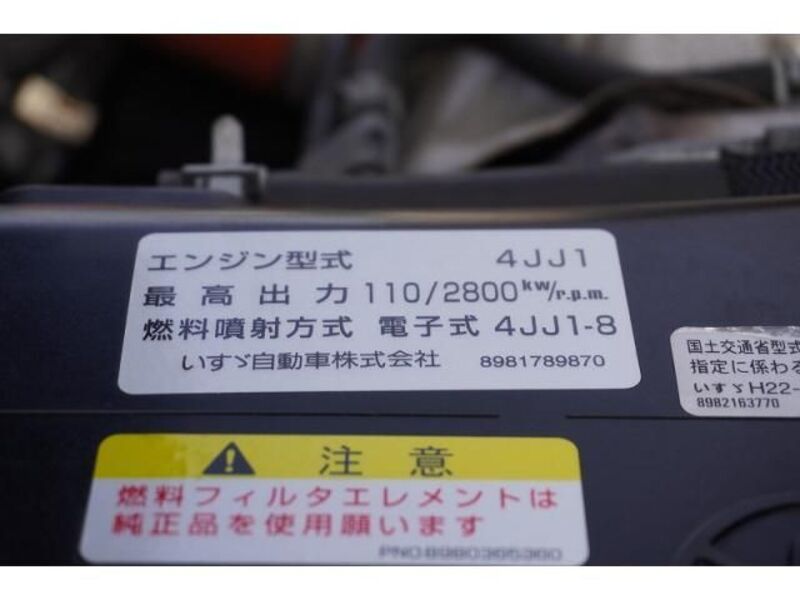 エンジン型式 4JJ1
最高出力 110/2800 kw/r.p.m.
燃料噴射方式 電子式 4JJ1-8
いすゞ自動車株式会社 8981789870
国土交通省型式
指定に係わる
いすゞH22-
8982163770
注意
燃料フィルタエレメントは
純正品を使用願います
PNO8980365360